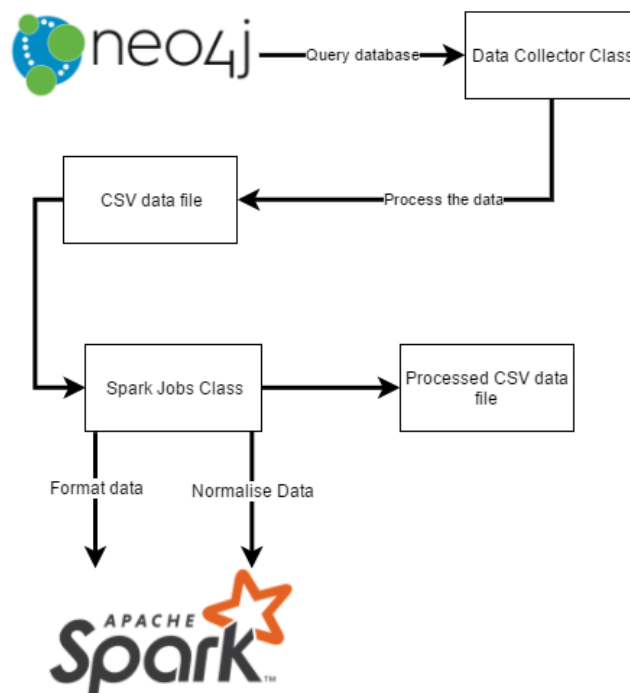 neo4j
Query database
Data Collector Class
CSV data file
Process the data
Spark Jobs Class
Processed CSV data
file
Format data
Normalise Data
APACHE
Spark™